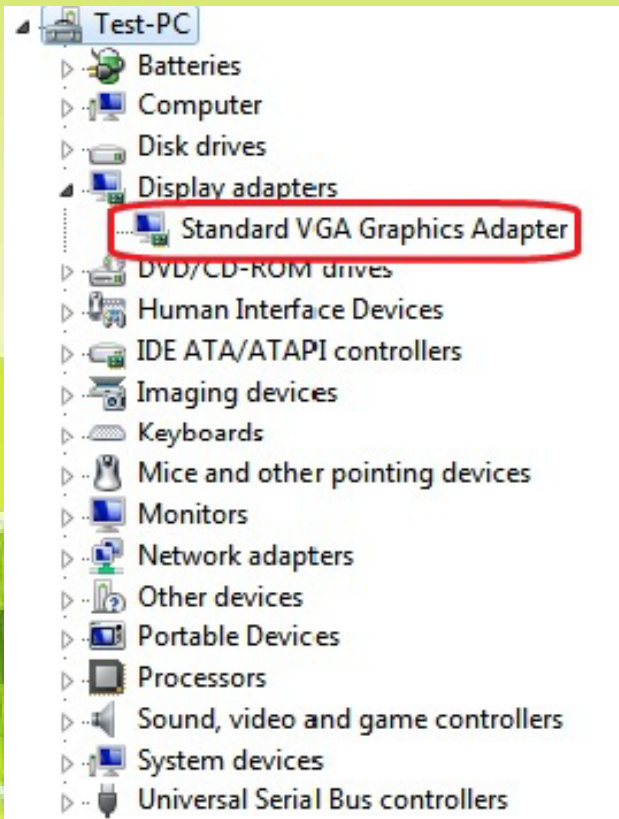 Test-PC
Batteries
Computer
Disk drives
Display adapters
Standard VGA Graphics Adapter
DVD/CD-ROM drives
Human Interface Devices
IDE ATA/ATAPI controllers
Imaging devices
Keyboards
Mice and other pointing devices
Monitors
Network adapters
Other devices
Portable Devices
Processors
Sound, video and game controllers
System devices
Universal Serial Bus controllers